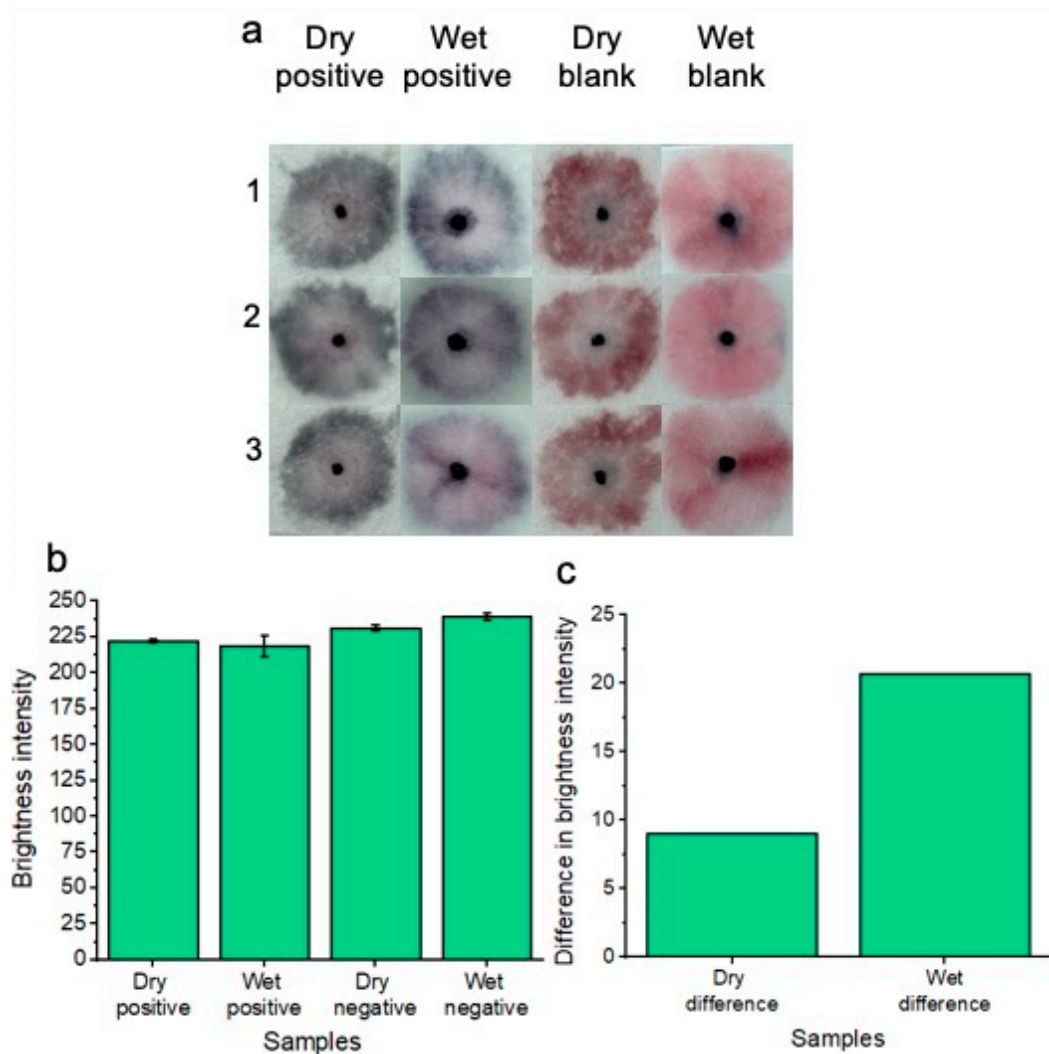 a
Dry positive
Wet positive
Dry blank
Wet blank
1
2
3
b
250
225
200
175
150
125
100
75
50
25
0
Brightness intensity
Dry positive
Wet positive
Dry negative
Wet negative
Samples
c
25
20
15
10
5
0
Difference in brightness intensity
Dry difference
Wet difference
Samples